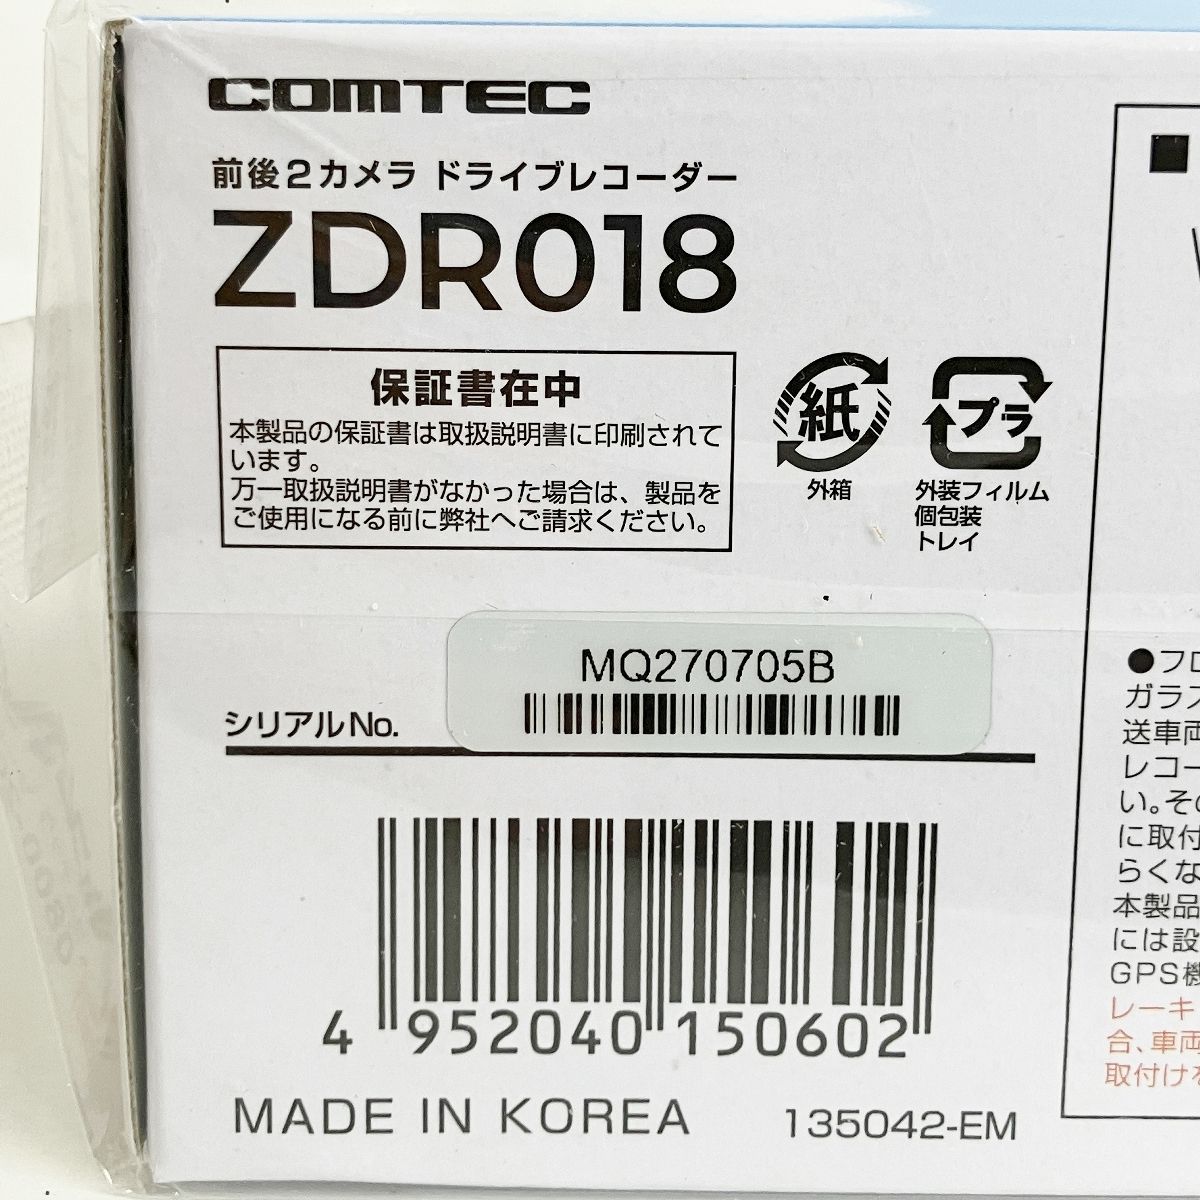 COMTEC
前後2カメラ ドライブレコーダー
ZDR018
保証書在中
本製品の保証書は取扱説明書に印刷されて
います。
万一取扱説明書がなかった場合は、製品を
ご使用になる前に弊社へご請求ください。
紙
外箱
プラ
外装フィルム
個包装
トレイ
シリアルNo.
MQ270705B
4 952040 150602
MADE IN KOREA
135042-EM
■
●フロ
ガラス
送車両
レコー
い。その
に取付
らくな
本製品
には設
GPS機
レーキ
合、車両
取付けを